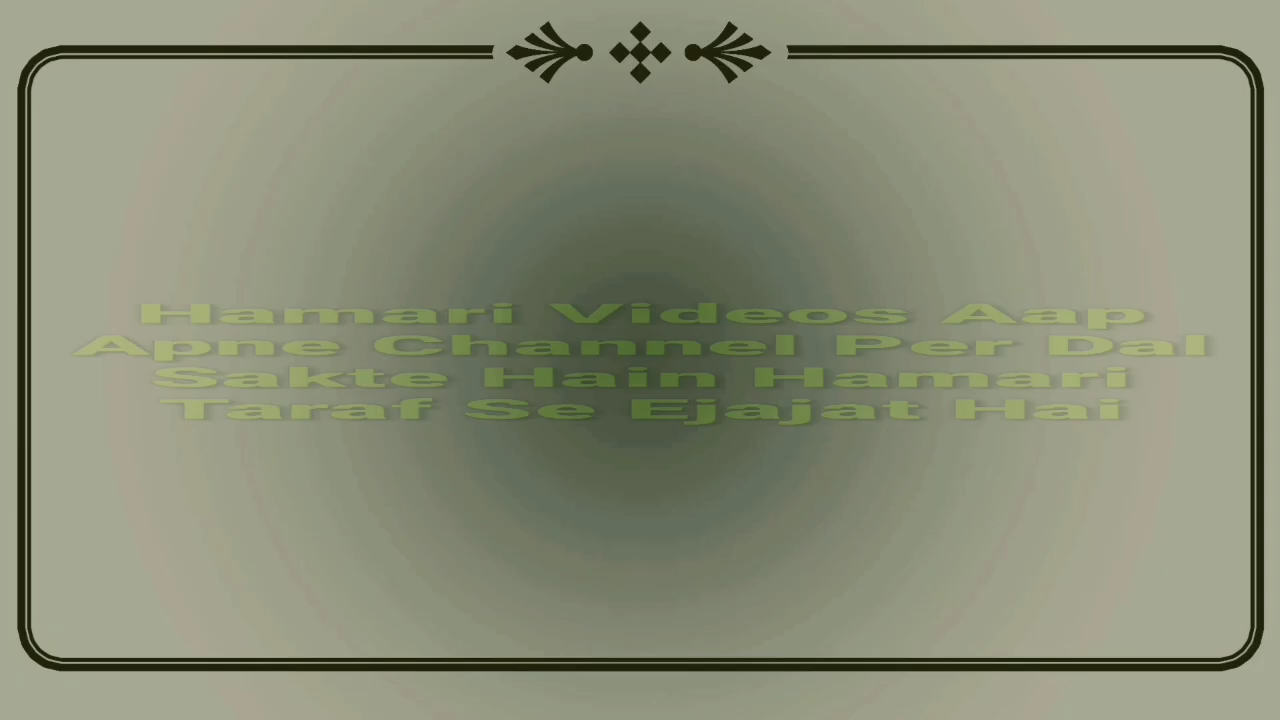 Hamari Videos Aap
Apne Channel Per Dal
Sakte Hain Hamari
Taraf Se Ejajat Hai